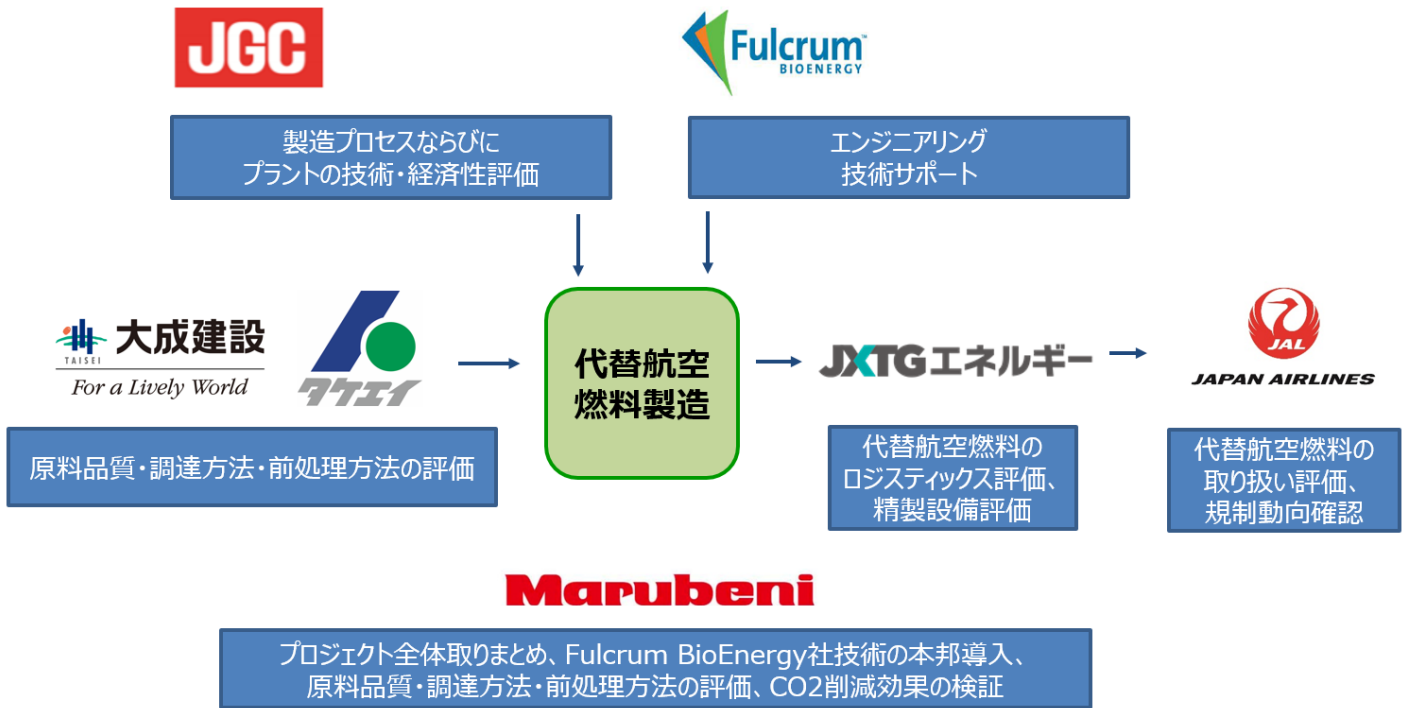 JGC
Fulcrum™
BIOENERGY
製造プロセスならびに
プラントの技術・経済性評価
エンジニアリング
技術サポート
TAISEI
大成建設
For a Lively World
タケエイ
原料品質・調達方法・前処理方法の評価
代替航空
燃料製造
JXTGエネルギー
代替航空燃料の
ロジスティックス評価、
精製設備評価
JAL
JAPAN AIRLINES
代替航空燃料の
取り扱い評価、
規制動向確認
Marubeni
プロジェクト全体取りまとめ、Fulcrum BioEnergy社技術の本邦導入、
原料品質・調達方法・前処理方法の評価、CO2削減効果の検証